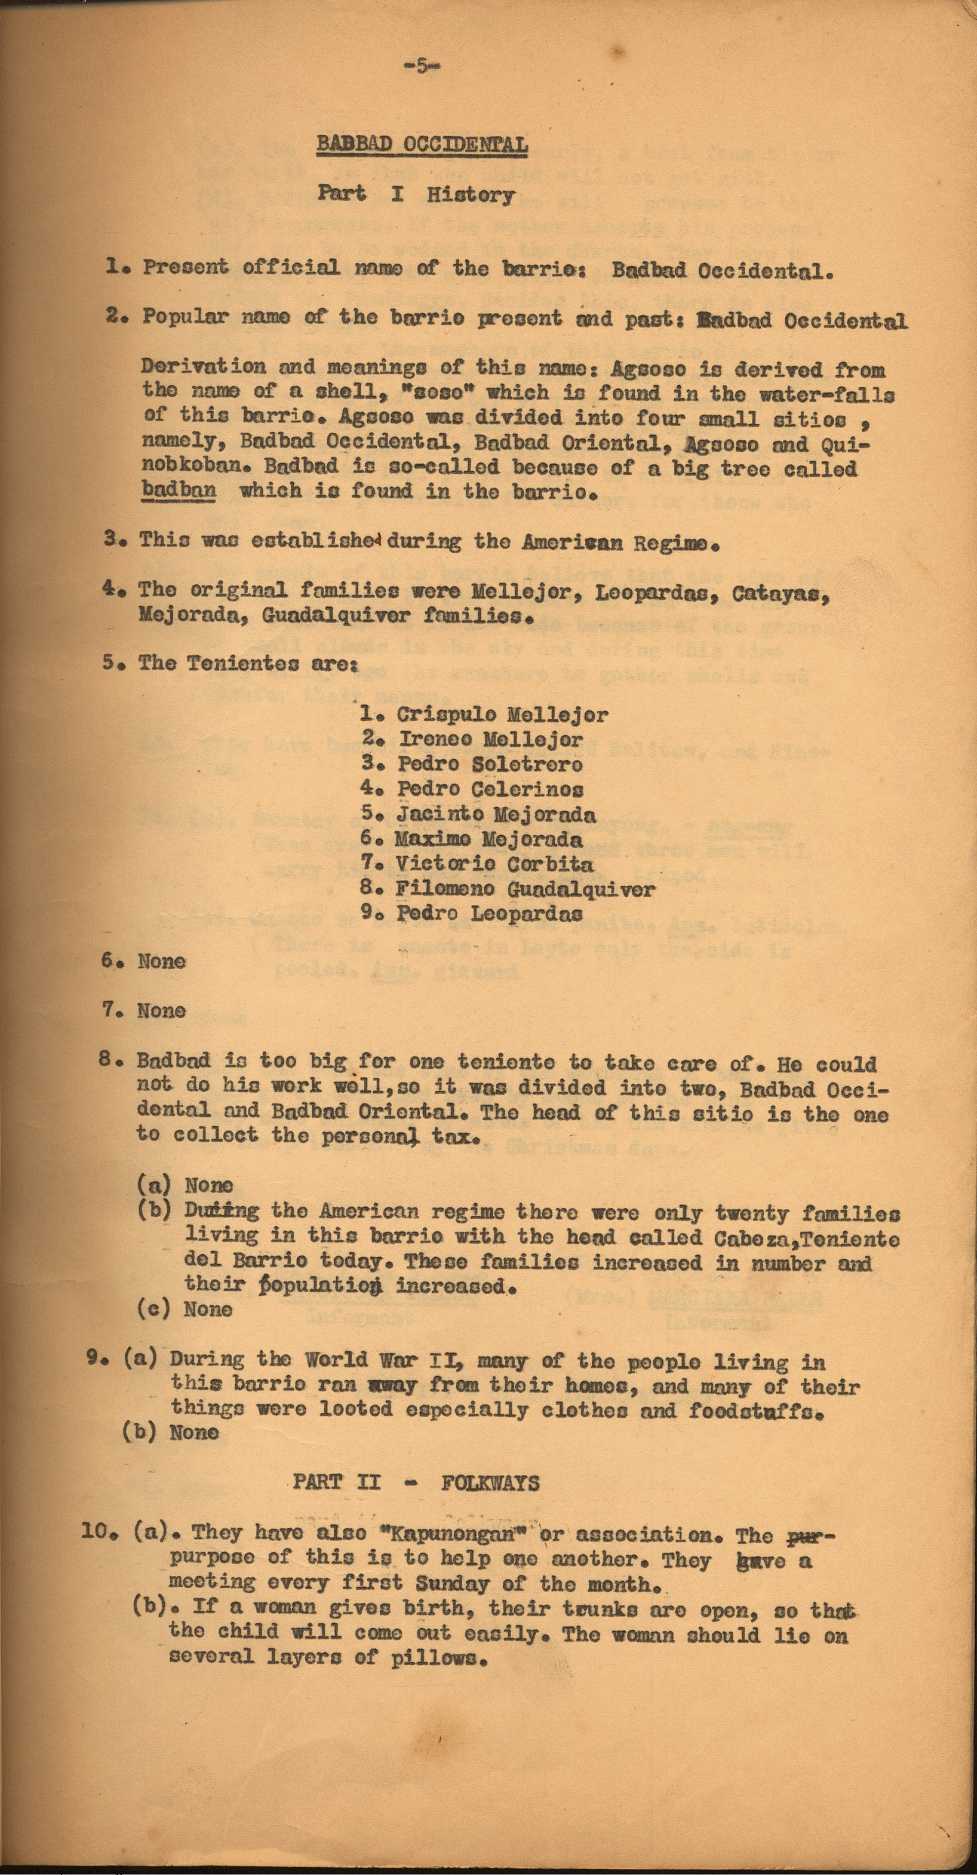 -5-
BADBAD OCCIDENTAL
Part I History
1. Present official name of the barrio: Badbad Occidental.
2. Popular name of the barrio present and past: Badbad Occidental
Derivation and meanings of this name: Agsoso is derived from
the name of a shell, "soso" which is found in the water-falls
of this barrio. Agsoso was divided into four small sitios ,
namely, Badbad Occidental, Badbad Oriental, Agsoso and Qui-
nobkoban. Badbad is so-called because of a big tree called
badban which is found in the barrio.
3. This was established during the American Regime.
4. The original families were Mellejor, Leopardas, Catayas,
Mejorada, Guadalquiver families.
5. The Tenientes are:
1. Crispulo Mellejor
2. Ireneo Mellejor
3. Pedro Soletrero
4. Pedro Celerinos
5. Jacinto Mejorada
6. Maximo Mejorada
7. Victorio Corbita
8. Filomeno Guadalquiver
9. Pedro Leopardas
6. None
7. None
8. Badbad is too big for one teniente to take care of. He could
not do his work well,so it was divided into two, Badbad Occi-
dental and Badbad Oriental. The head of this sitio is the one
to collect the personal tax.
(a) None
(b) During the American regime there were only twenty families
living in this barrio with the head called Cabeza,Teniente
del Barrio today. These families increased in number and
their population increased.
(c) None
9. (a) During the World War II, many of the people living in
this barrio ran away from their homes, and many of their
things were looted especially clothes and foodstuffs.
(b) None
PART II - FOLKWAYS
10. (a). They have also "Kapunongan" or association. The pur-
purpose of this is to help one another. They have a
meeting every first Sunday of the month.
(b). If a woman gives birth, their trunks are open, so that
the child will come out easily. The woman should lie on
several layers of pillows.